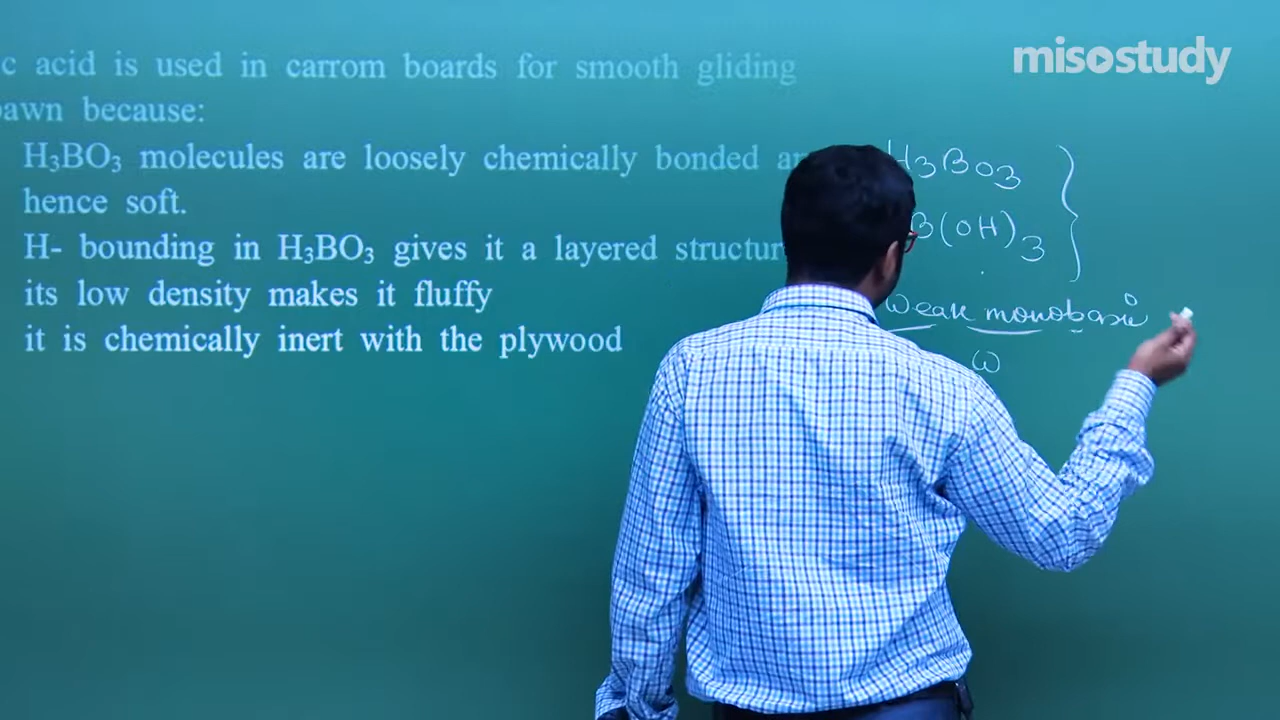 misostudy
c acid is used in carrom boards for smooth gliding
pawn because:
H₃BO₃ molecules are loosely chemically bonded
hence soft.
H- bounding in H₃BO₃ gives it a layered structur
its low density makes it fluffy
it is chemically inert with the plywood
H3BO3
B(OH)3
Weak monobasic